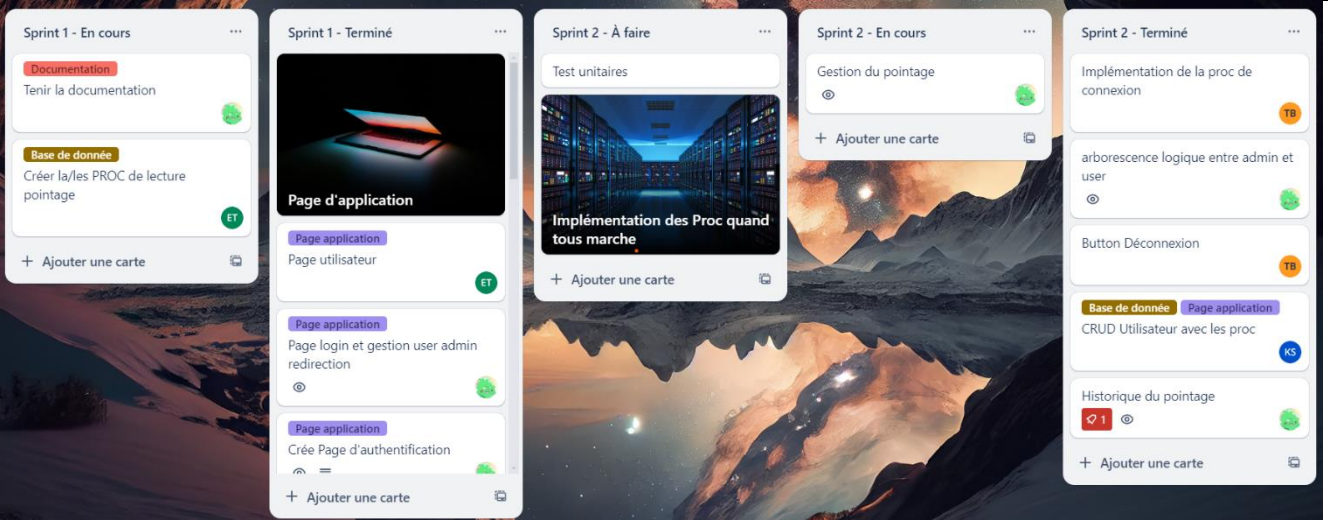 Sprint 1 - En cours
Documentation
Tenir la documentation
Base de donnée
Créer la/les PROC de lecture
pointage
ET
+ Ajouter une carte
Sprint 1 - Terminé
Page d'application
Page application
Page utilisateur
ET
Page application
Page login et gestion user admin
redirection
Page application
Crée Page d'authentification
+ Ajouter une carte
Sprint 2 - À faire
Test unitaires
Implémentation des Proc quand
tous marche
+ Ajouter une carte
Sprint 2 - En cours
Gestion du pointage
+ Ajouter une carte
Sprint 2 - Terminé
Implémentation de la proc de
connexion
TB
arborescence logique entre admin et
user
Button Déconnexion
TB
Base de donnée Page application
CRUD Utilisateur avec les proc
KS
Historique du pointage
1
+ Ajouter une carte